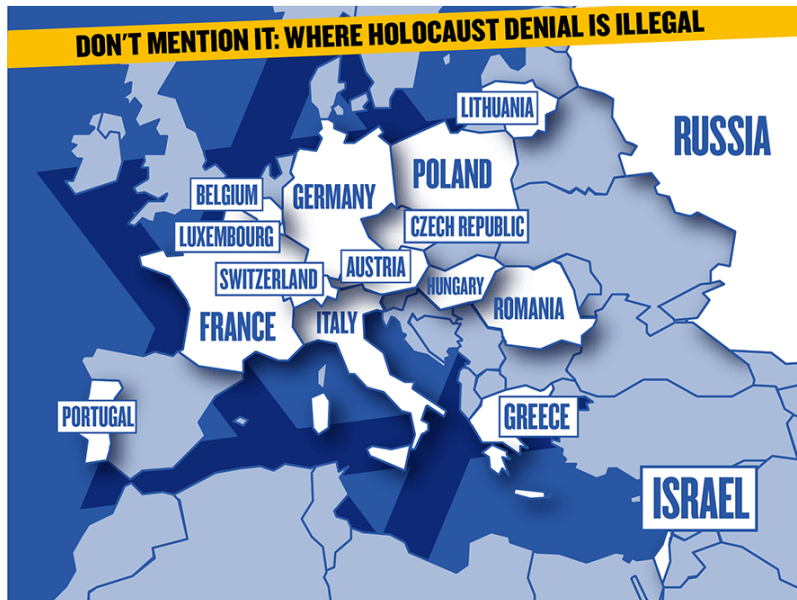 DON'T MENTION IT: WHERE HOLOCAUST DENIAL IS ILLEGAL
LITHUANIA
RUSSIA
POLAND
BELGIUM
GERMANY
CZECH REPUBLIC
LUXEMBOURG
AUSTRIA
SWITZERLAND
HUNGARY
ROMANIA
FRANCE
ITALY
PORTUGAL
GREECE
ISRAEL